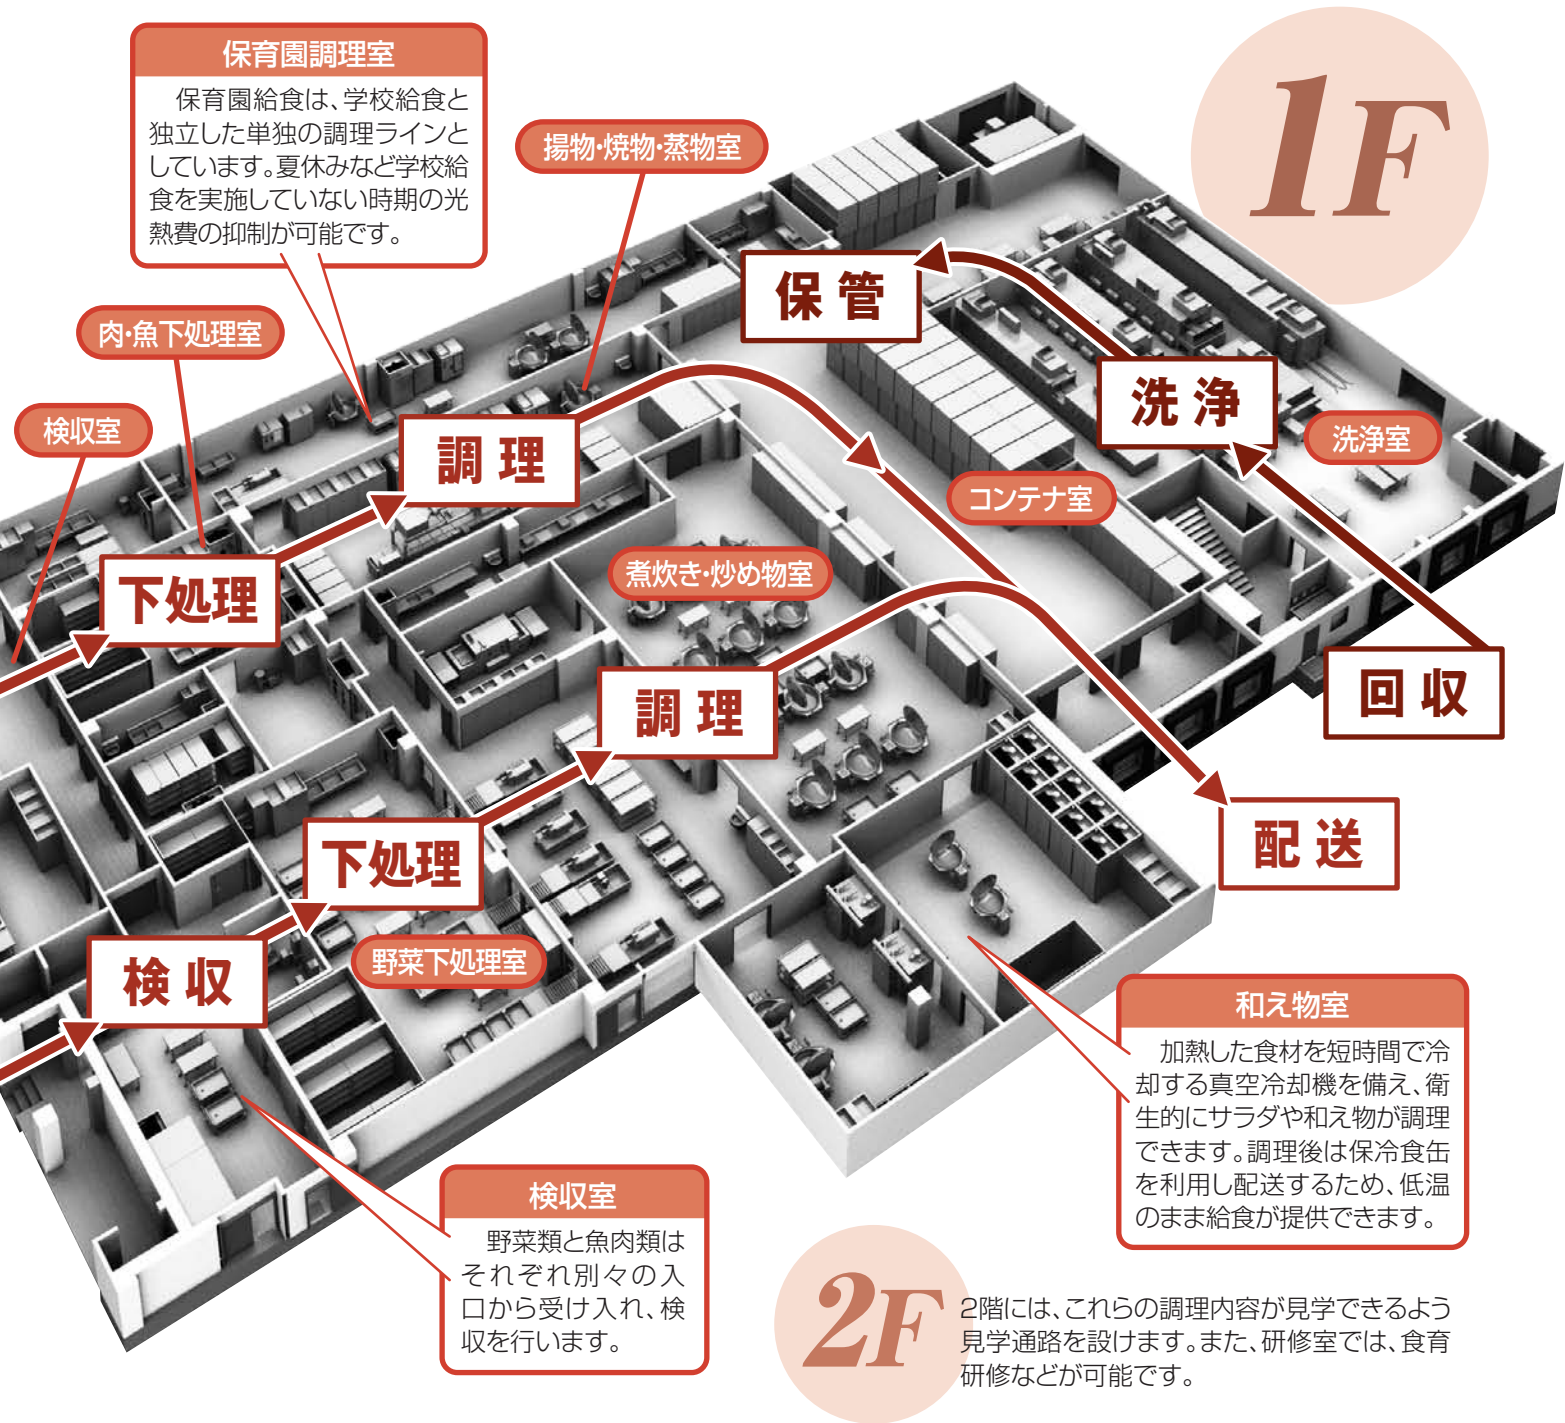 1F
保育園調理室
保育園給食は、学校給食と
独立した単独の調理ラインと
しています。夏休みなど学校給
食を実施していない時期の光
熱費の抑制が可能です。
揚物・焼物・蒸物室
肉・魚下処理室
検収室
保管
洗浄
洗浄室
調理
コンテナ室
下処理
煮炊き・炒め物室
回収
調理
配送
下処理
野菜下処理室
検収
和え物室
加熱した食材を短時間で冷
却する真空冷却機を備え、衛
生的にサラダや和え物が調理
できます。調理後は保冷食缶
を利用し配送するため、低温
のまま給食が提供できます。
検収室
野菜類と魚肉類は
それぞれ別々の入
口から受け入れ、検
収を行います。
2F
2階には、これらの調理内容が見学できるよう
見学通路を設けます。また、研修室では、食育
研修などが可能です。